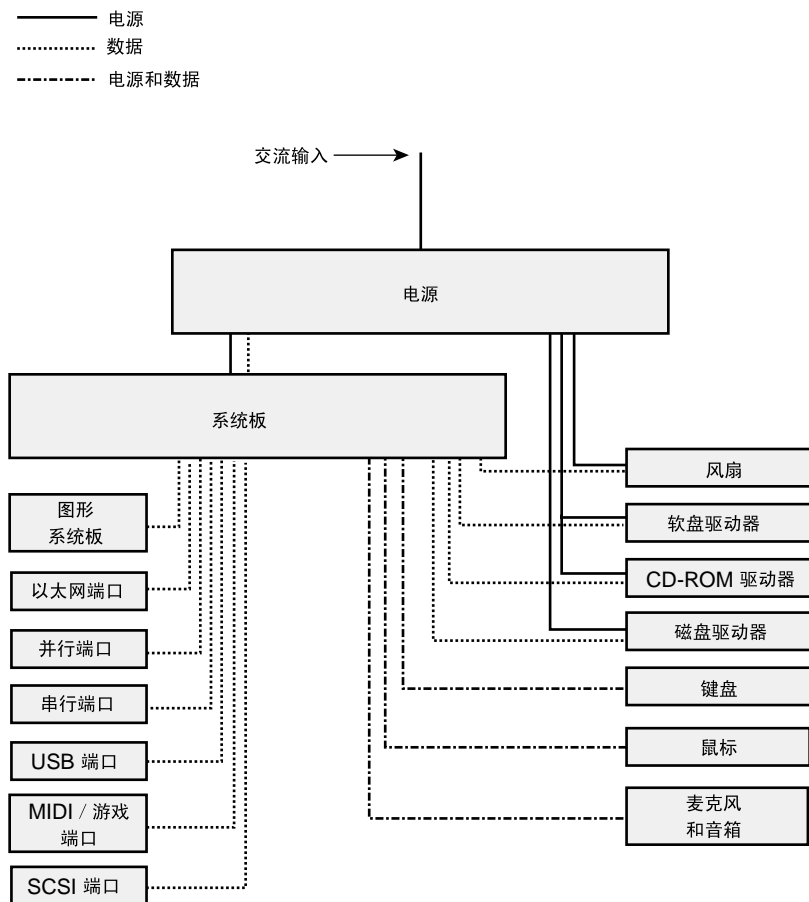 电源
数据
电源和数据
交流输入
电源
系统板
图形
系统板
以太网端口
并行端口
串行端口
USB 端口
MIDI / 游戏
端口
SCSI 端口
风扇
软盘驱动器
CD-ROM 驱动器
磁盘驱动器
键盘
鼠标
麦克风
和音箱